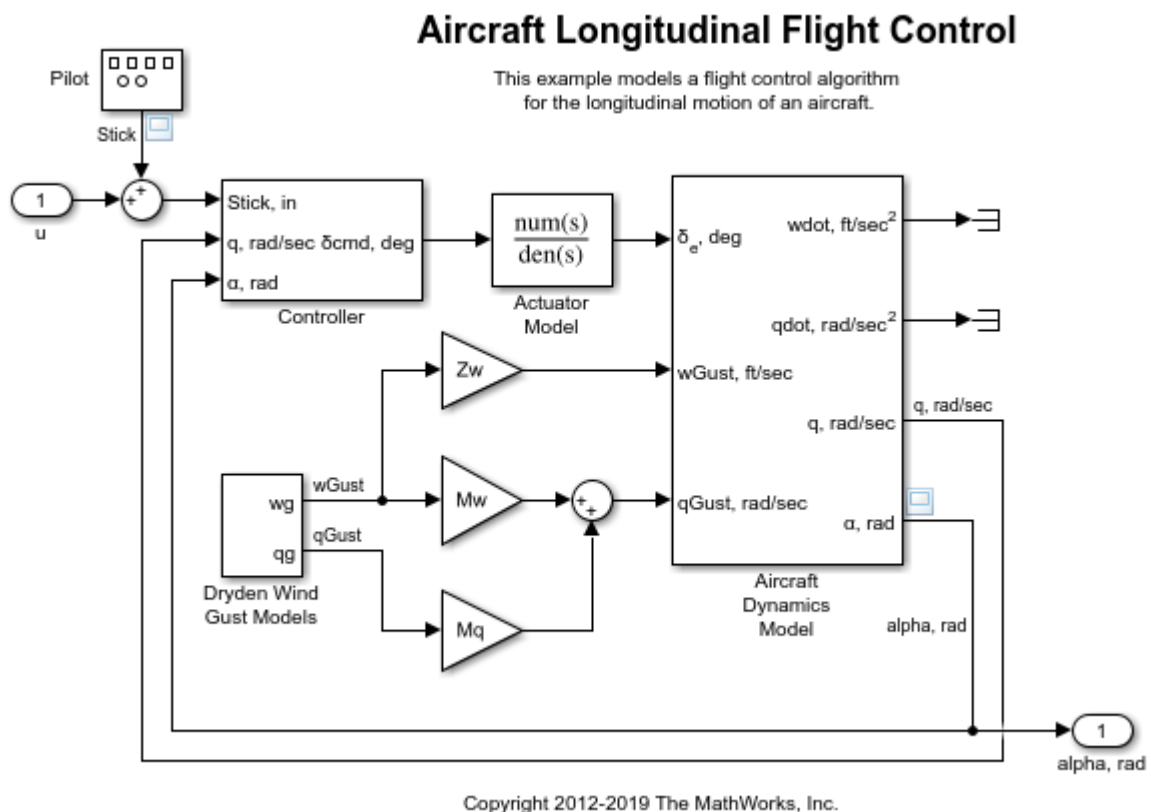 Aircraft Longitudinal Flight Control
This example models a flight control algorithm
for the longitudinal motion of an aircraft.
Pilot
Stick
1
u
+
+
Stick, in
q, rad/sec δcmd, deg
α, rad
Controller
num(s)
den(s)
Actuator
Model
δe, deg
wdot, ft/sec²
qdot, rad/sec²
wGust, ft/sec
q, rad/sec
qGust, rad/sec
α, rad
Aircraft
Dynamics
Model
q, rad/sec
alpha, rad
Zw
Mw
Mq
+
+
wg
qg
wGust
qGust
Dryden Wind
Gust Models
1
alpha, rad
Copyright 2012-2019 The MathWorks, Inc.